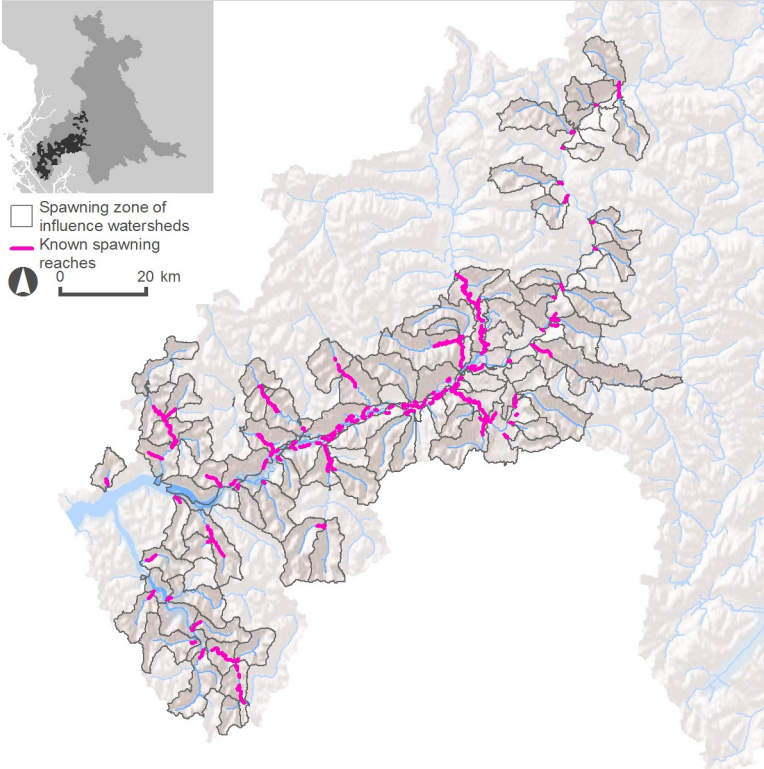 Spawning zone of
influence watersheds
Known spawning
reaches
0 20 km